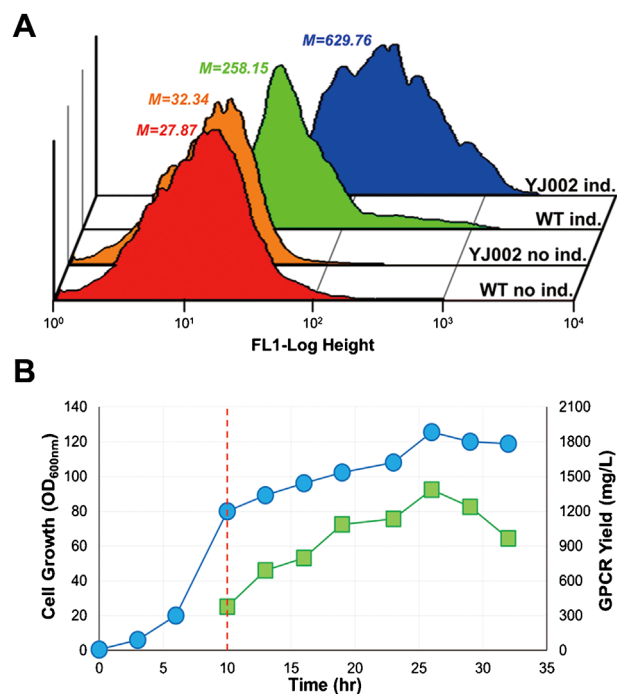 A
M=629.76
M=258.15
M=32.34
M=27.87
YJ002 ind.
WT ind.
YJ002 no ind.
WT no ind.
10⁰ 10¹ 10² 10³ 10⁴
FL1-Log Height
B
140 2100
120 1800
100 1500
80 1200
60 900
40 600
20 300
0 0
0 5 10 15 20 25 30 35
Cell Growth (OD₆₀₀nm)
GPCR Yield (mg/L)
Time (hr)